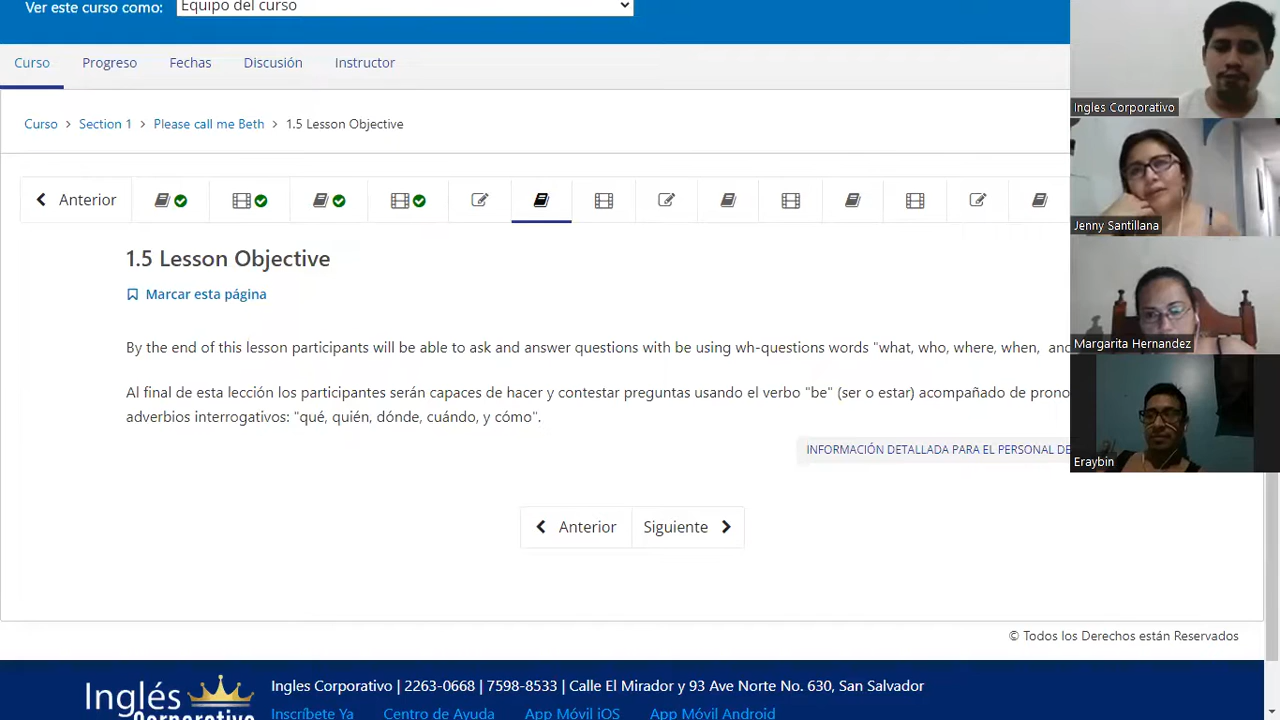 Ver este curso como:
Equipo del curso
Curso
Progreso
Fechas
Discusión
Instructor
Curso > Section 1 > Please call me Beth > 1.5 Lesson Objective
Anterior
1.5 Lesson Objective
Marcar esta página
By the end of this lesson participants will be able to ask and answer questions with be using wh-questions words "what, who, where, when, and
Al final de esta lección los participantes serán capaces de hacer y contestar preguntas usando el verbo "be" (ser o estar) acompañado de prono
adverbios interrogativos: "qué, quién, dónde, cuándo, y cómo".
INFORMACIÓN DETALLADA PARA EL PERSONAL DE
Anterior
Siguiente
© Todos los Derechos están Reservados
Inglés
Corporativo
Ingles Corporativo | 2263-0668 | 7598-8533 | Calle El Mirador y 93 Ave Norte No. 630, San Salvador
Inscríbete Ya
Centro de Ayuda
App Móvil iOS
App Móvil Android
Ingles Corporativo
Jenny Santillana
Margarita Hernandez
Eraybin